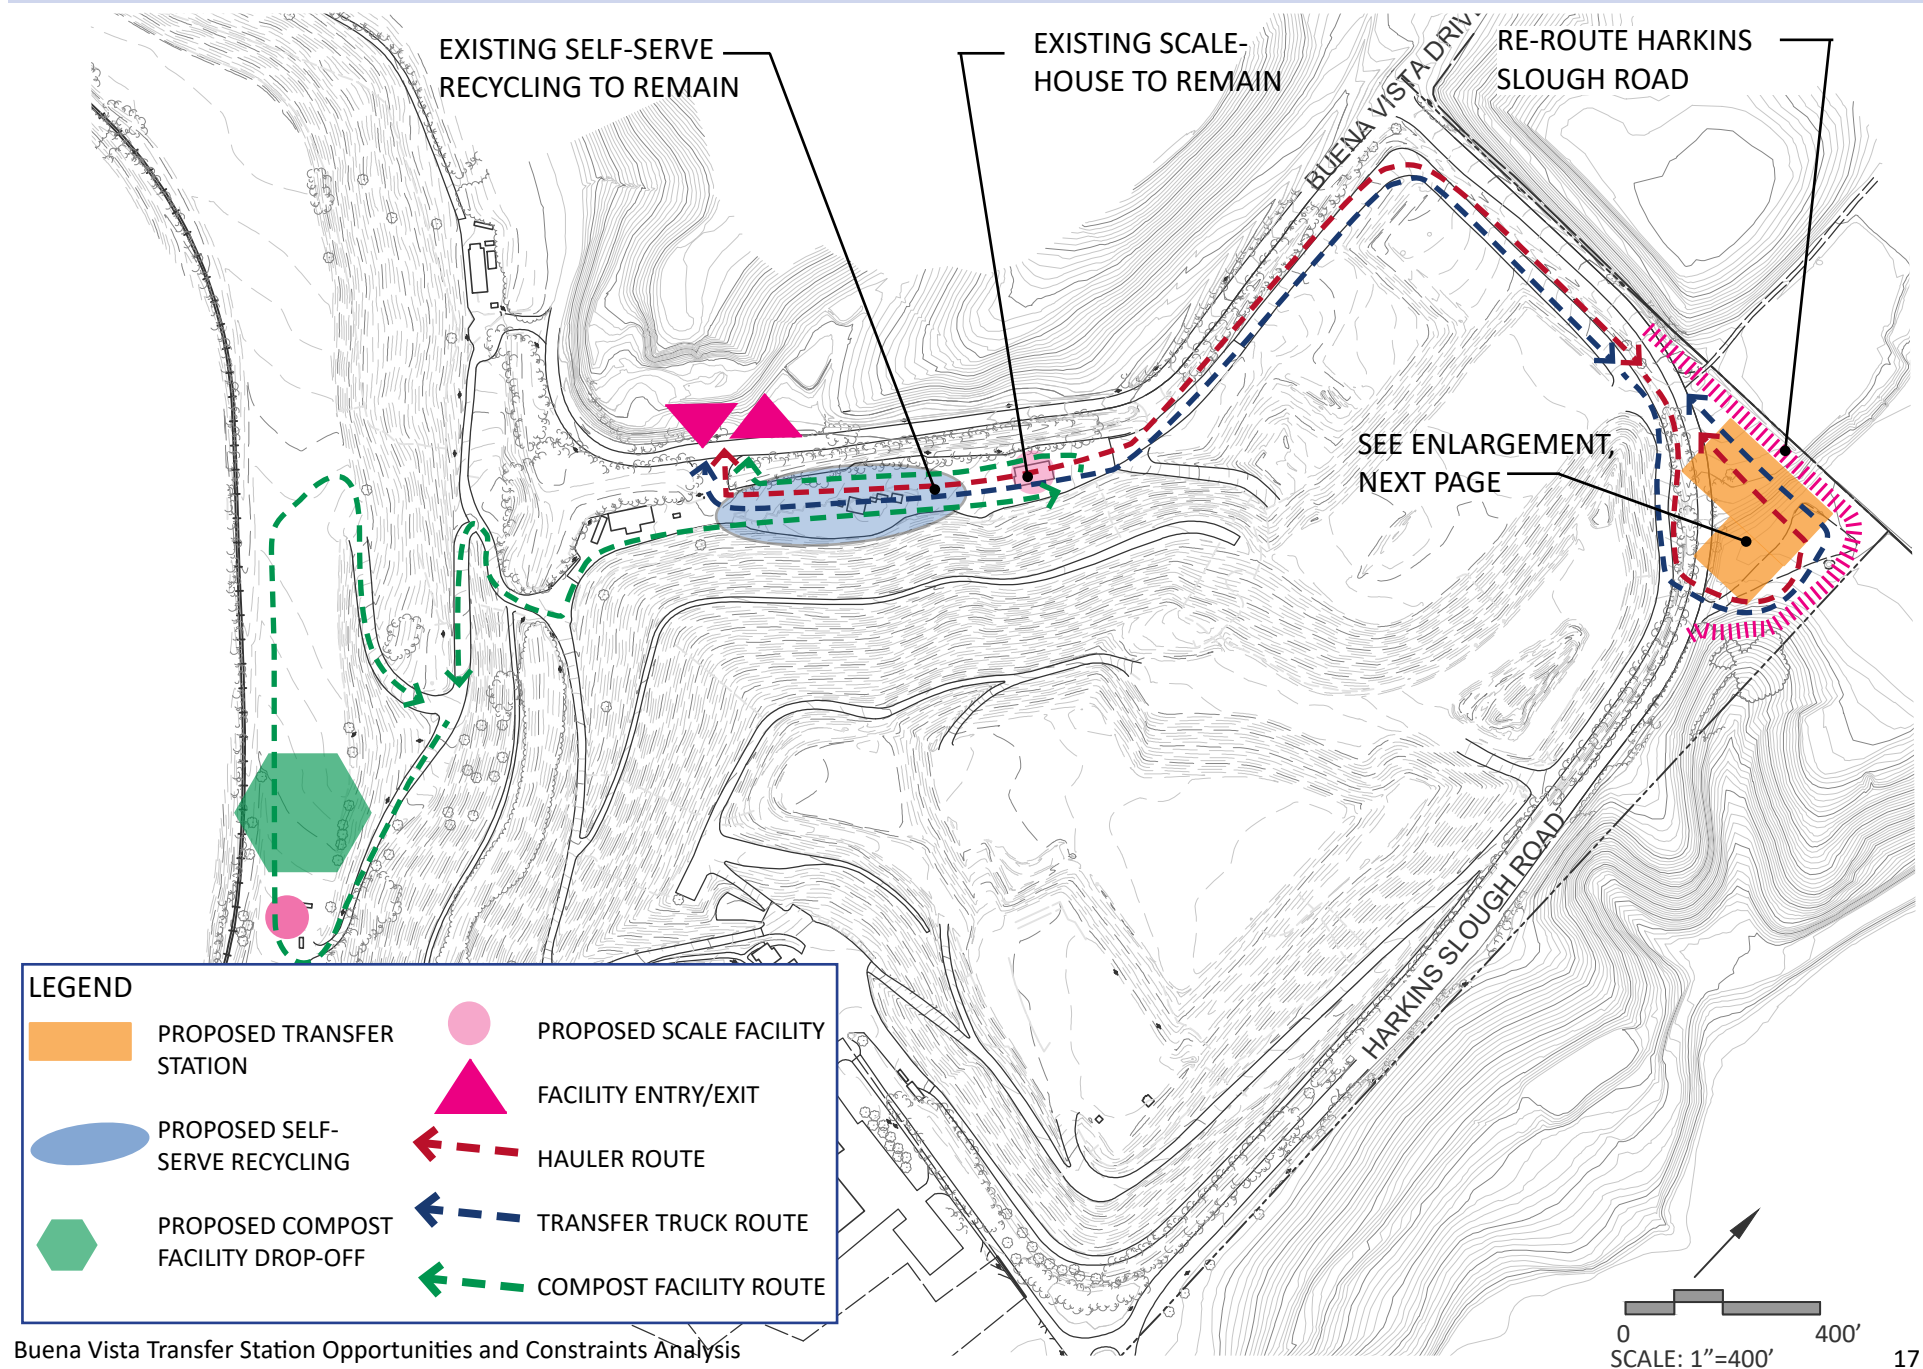 EXISTING SELF-SERVE
RECYCLING TO REMAIN
EXISTING SCALE-
HOUSE TO REMAIN
RE-ROUTE HARKINS
SLOUGH ROAD
BUENA VISTA DRIVE
SEE ENLARGEMENT,
NEXT PAGE
HARKINS SLOUGH ROAD
LEGEND
PROPOSED TRANSFER
STATION
PROPOSED SELF-
SERVE RECYCLING
PROPOSED COMPOST
FACILITY DROP-OFF
PROPOSED SCALE FACILITY
FACILITY ENTRY/EXIT
HAULER ROUTE
TRANSFER TRUCK ROUTE
COMPOST FACILITY ROUTE
0 400'
SCALE: 1"=400'
Buena Vista Transfer Station Opportunities and Constraints Analysis
17